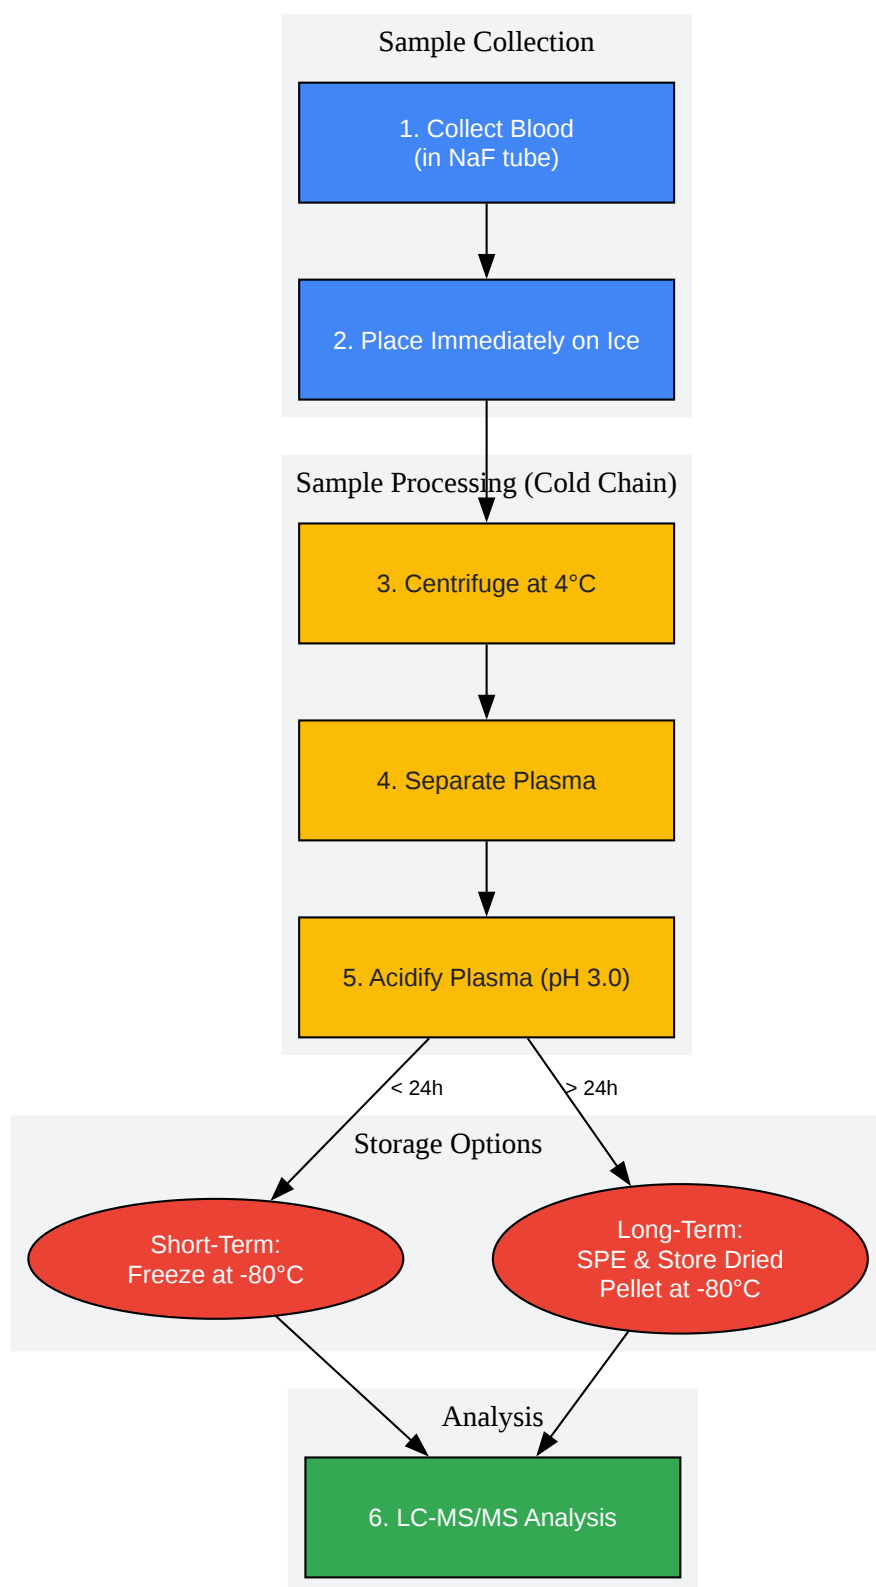 Sample Collection
1. Collect Blood
(in NaF tube)
2. Place Immediately on Ice
Sample Processing (Cold Chain)
3. Centrifuge at 4°C
4. Separate Plasma
5. Acidify Plasma (pH 3.0)
< 24h
> 24h
Storage Options
Short-Term:
Freeze at -80°C
Long-Term:
SPE & Store Dried
Pellet at -80°C
Analysis
6. LC-MS/MS Analysis